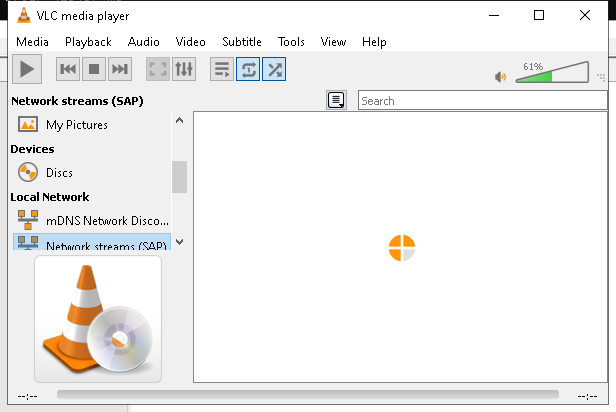 VLC media player
Media Playback Audio Video Subtitle Tools View Help
61%
Network streams (SAP)
Search
My Pictures
Devices
Discs
Local Network
mDNS Network Disco...
Network streams (SAP)
--:-- --:--